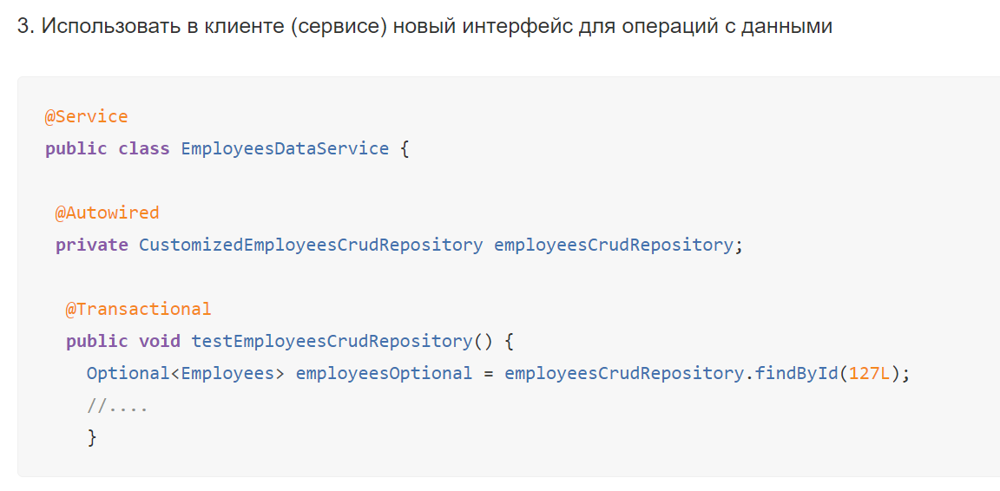 3. Использовать в клиенте (сервисе) новый интерфейс для операций с данными
@Service
public class EmployeesDataService {
@Autowired
private CustomizedEmployeesCrudRepository employeesCrudRepository;
@Transactional
public void testEmployeesCrudRepository() {
Optional<Employees> employeesOptional = employeesCrudRepository.findById(127L);
//....
}